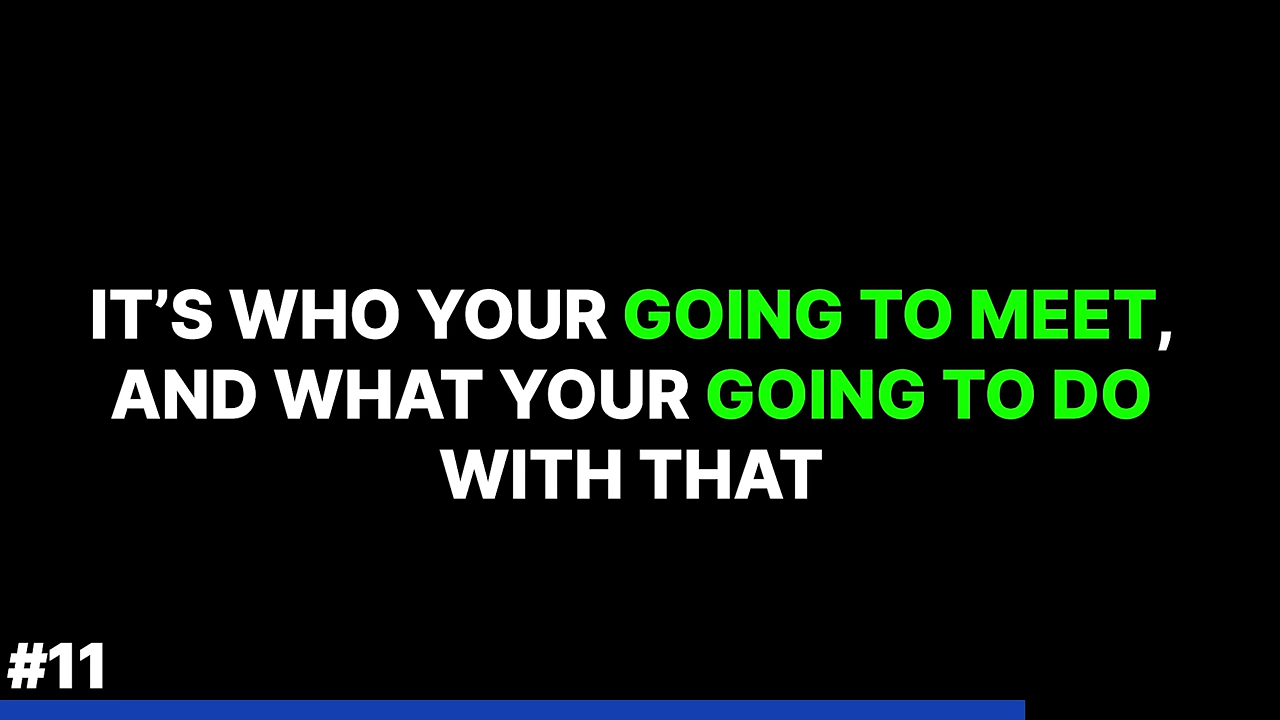 IT’S WHO YOUR GOING TO MEET,
AND WHAT YOUR GOING TO DO
WITH THAT
#11